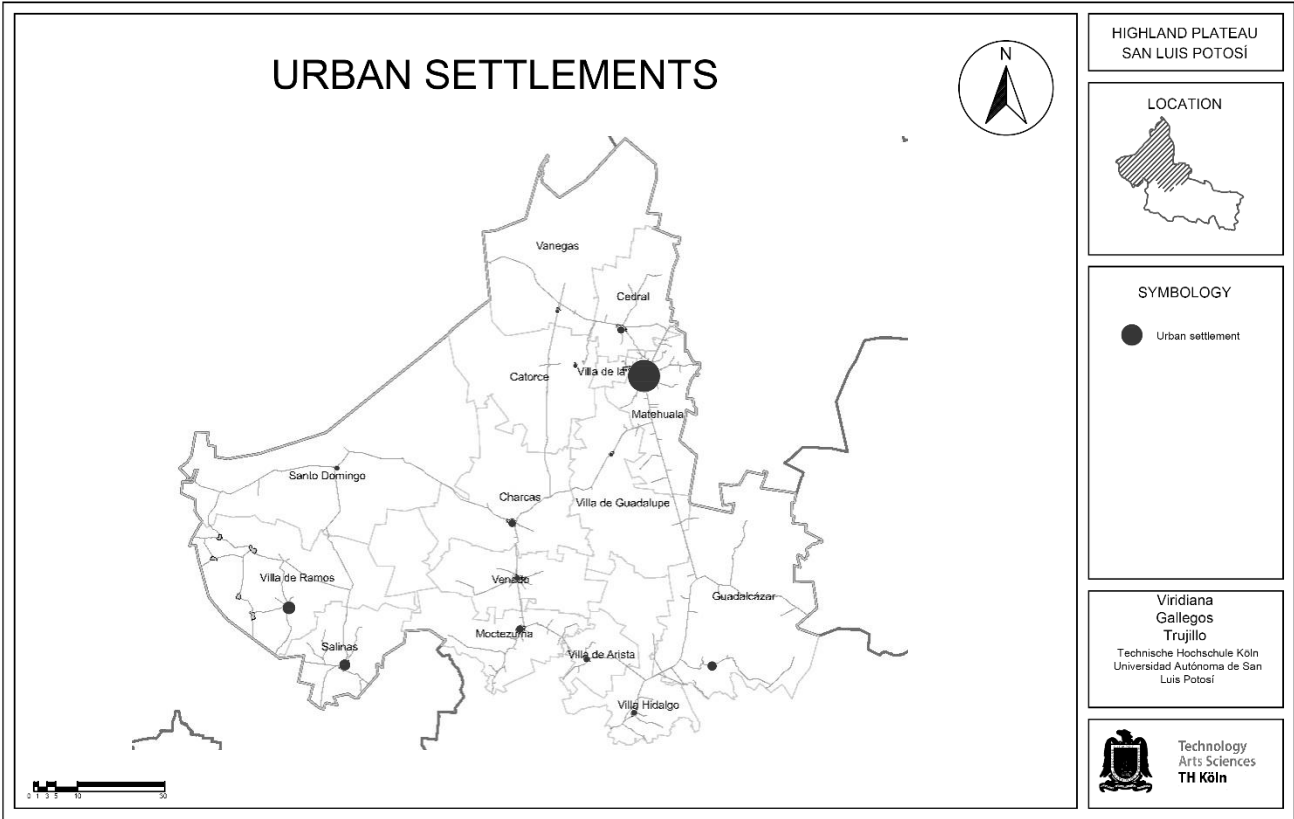 URBAN SETTLEMENTS
N
Vanegas
Cedral
Catorce
Villa de la
Matehuala
Santo Domingo
Charcas
Villa de Guadalupe
Villa de Ramos
Venado
Guadalcázar
Moctezuma
Salinas
Villa de Arista
Villa Hidalgo
0 1 3 5 10 50
HIGHLAND PLATEAU
SAN LUIS POTOSÍ
LOCATION
SYMBOLOGY
Urban settlement
Viridiana
Gallegos
Trujillo
Technische Hochschule Köln
Universidad Autónoma de San
Luis Potosí
Technology
Arts Sciences
TH Köln